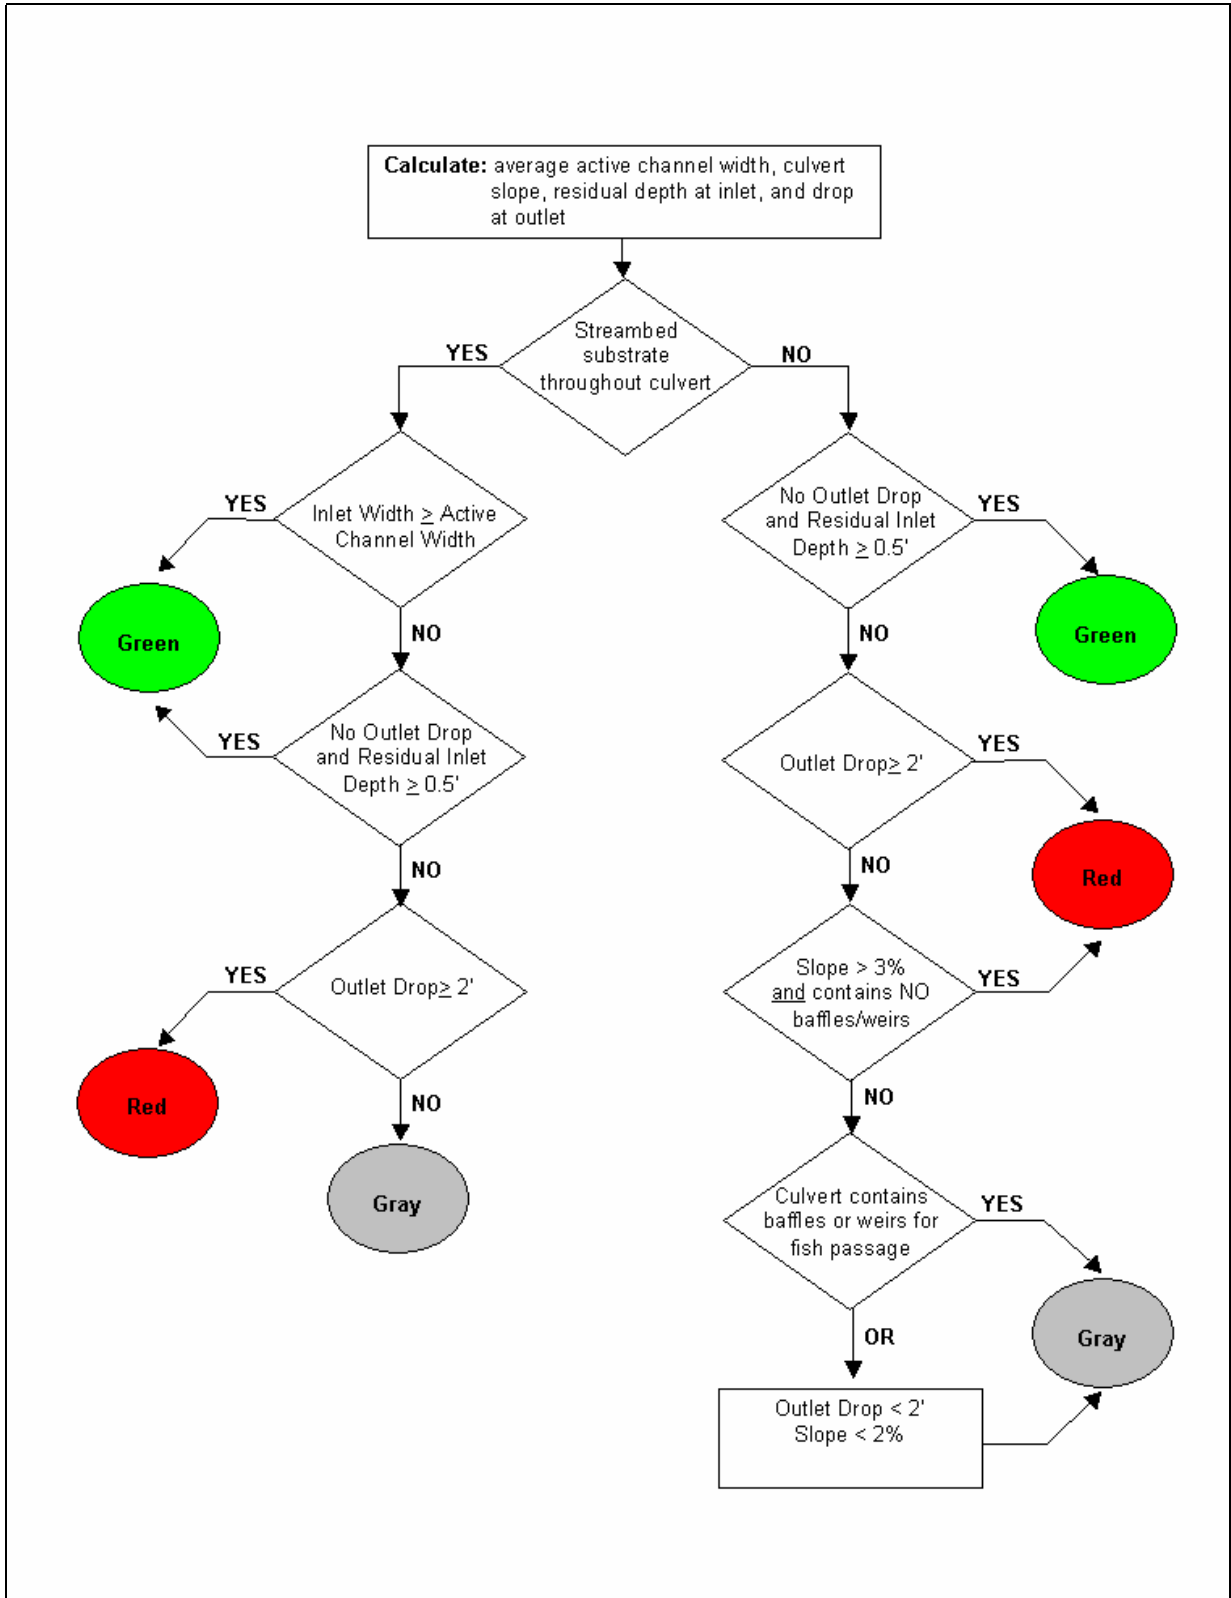 Calculate: average active channel width, culvert
slope, residual depth at inlet, and drop
at outlet
Streambed
substrate
throughout culvert
YES
NO
Inlet Width ≥ Active
Channel Width
YES
NO
Green
No Outlet Drop
and Residual Inlet
Depth ≥ 0.5'
YES
NO
Outlet Drop≥ 2'
YES
NO
Red
Gray
No Outlet Drop
and Residual Inlet
Depth ≥ 0.5'
YES
NO
Green
Outlet Drop≥ 2'
YES
NO
Red
Slope > 3%
and contains NO
baffles/weirs
YES
NO
Culvert contains
baffles or weirs for
fish passage
YES
OR
Gray
Outlet Drop < 2'
Slope < 2%